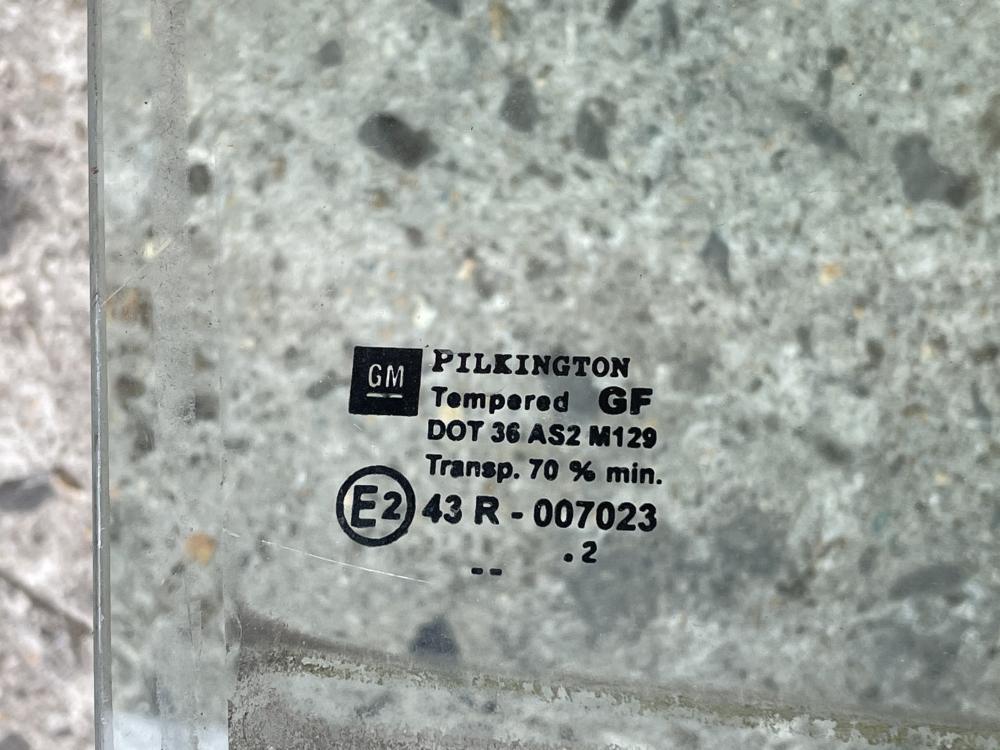 GM
PILKINGTON
Tempered GF
DOT 36 AS2 M129
Transp. 70 % min.
E2 43 R - 007023
. 2
--